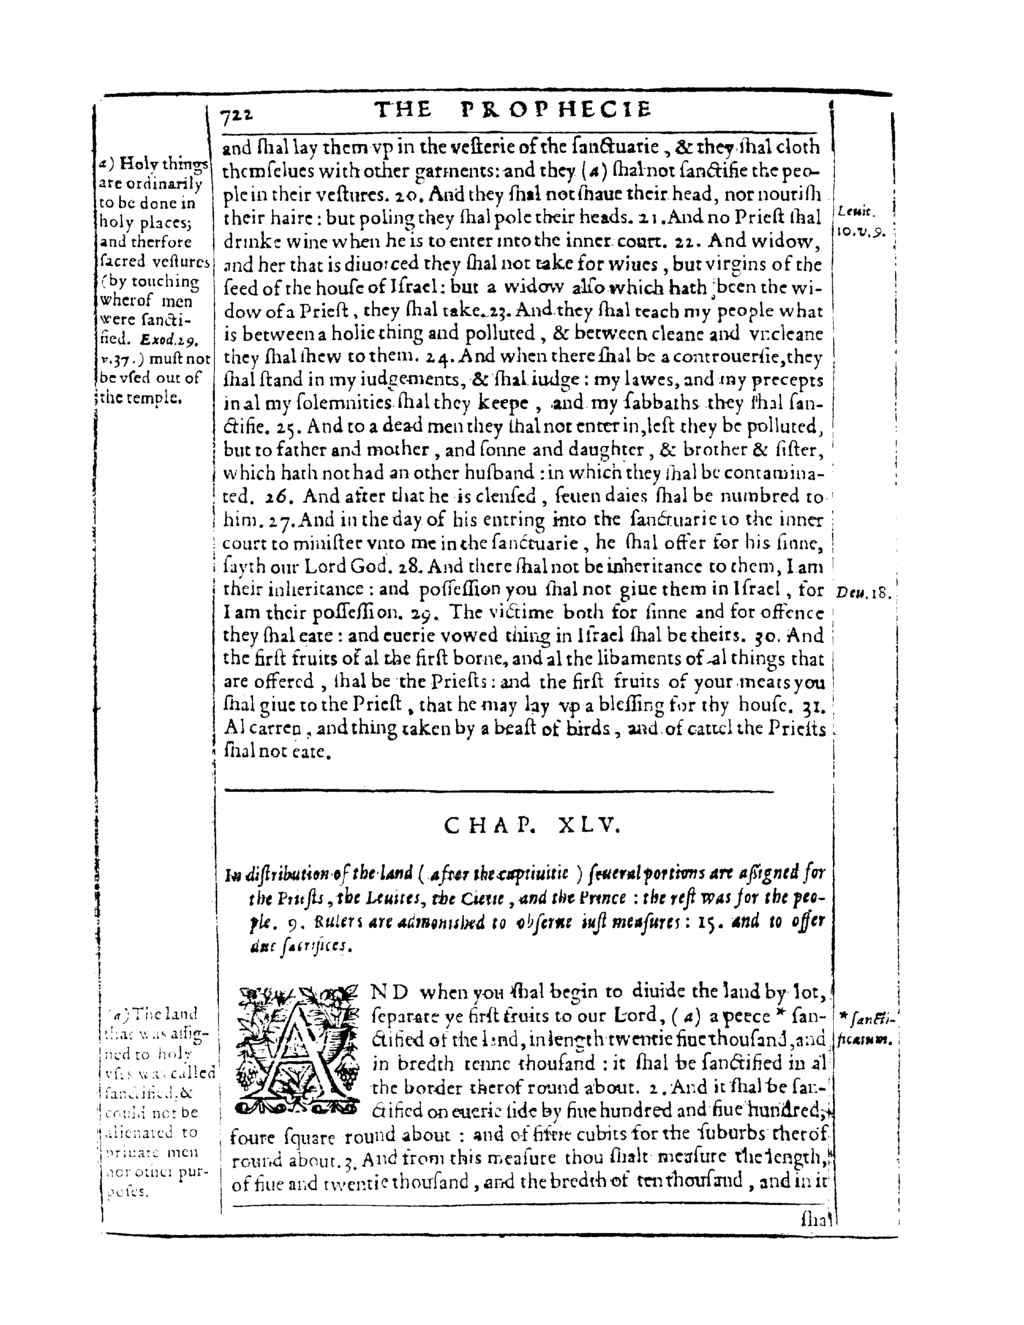 722 THE PROPHECIE
and ſhal lay them vp in the veſterie of the ſanctuarie, & they ſhal cloth
themſelues with other garments: and they (a) ſhal not ſanctifie the peo-
ple in their veſtures. 20. And they ſhal not ſhaue their head, nor nouriſh
their haire: but poling they ſhal pole their heads. 21. And no Prieſt ſhal
drinke wine when he is to enter into the inner court. 22. And widow,
and her that is diuorced they ſhal not take for wiues, but virgins of the
ſeed of the houſe of Iſrael: but a widow alſo which hath been the wi-
dow of a Prieſt, they ſhal take. 23. And they ſhal teach my people what
is between a holie thing and polluted, & between cleane and vncleane
they ſhal ſhew to them. 24. And when there ſhal be a controuerſie, they
ſhal ſtand in my iudgements, & ſhal iudge: my lawes, and my precepts
in al my ſolemnities ſhal they keepe, and my ſabbaths they ſhal ſan-
ctifie. 25. And to a dead men they ſhal not enter in, leſt they be polluted,
but to father and mother, and ſonne and daughter, & brother & ſiſter,
which hath not had an other huſband: in which they ſhal be contamina-
ted. 26. And after that he is clenſed, ſeuen daies ſhal be numbred to
him. 27. And in the day of his entring into the ſanctuarie to the inner
court to miniſter vnto me in the ſanctuarie, he ſhal offer for his ſinne,
ſayth our Lord God. 28. And there ſhal not be inheritance to them, I am
their inheritance: and poſſeſſion you ſhal not giue them in Iſrael, for
I am their poſſeſſion. 29. The victime both for ſinne and for offence
they ſhal eate: and euerie vowed thing in Iſrael ſhal be theirs. 30. And
the firſt fruits of al the firſt borne, and al the libaments of al things that
are offered, ſhal be the Prieſts: and the firſt fruits of your meats you
ſhal giue to the Prieſt, that he may lay vp a bleſſing for thy houſe. 31.
Al carren, and thing taken by a beaſt of birds, and of cattel the Prieſts
ſhal not eate.
a) Holy things
are ordinarily
to be done in
holy places;
and therfore
ſacred veſtures
(by touching
wherof men
were ſancti-
fied. Exod. 29,
v. 37.) muſt not
be vſed out of
the temple.
Leuit.
10. v. 9.
Deu. 18.
CHAP. XLV.
In diſtribution of the land (after the captiuitie) ſeueral portions are aſſigned for
the Prieſts, the Leuites, the Citie, and the Prince: the reſt was for the peo-
ple. 9. Rulers are admonished to obſerue iuſt meaſures: 15. and to offer
due ſacrifices.
AND when you ſhal begin to diuide the land by lot,
ſeparate ye firſt fruits to our Lord, (a) a peece * ſan-
ctified of the land, in length twentie fiue thouſand, and
in bredth tenne thouſand: it ſhal be ſanctified in al
the border therof round about. 2. And it ſhal be ſan-
ctified on euerie ſide by fiue hundred and fiue hundred,
foure ſquare round about: and of fiftie cubits for the ſuburbs therof
round about. 3. And from this meaſure thou ſhalt meaſure the length,
of fiue and twentie thouſand, and the bredth of ten thouſand, and in it
ſhal
a) The land
that was aſſig-
ned to holy
vſes was called
ſanctified, &
could not be
alienated to
priuate men
nor other pur-
poſes.
* ſancti-
ficatum.